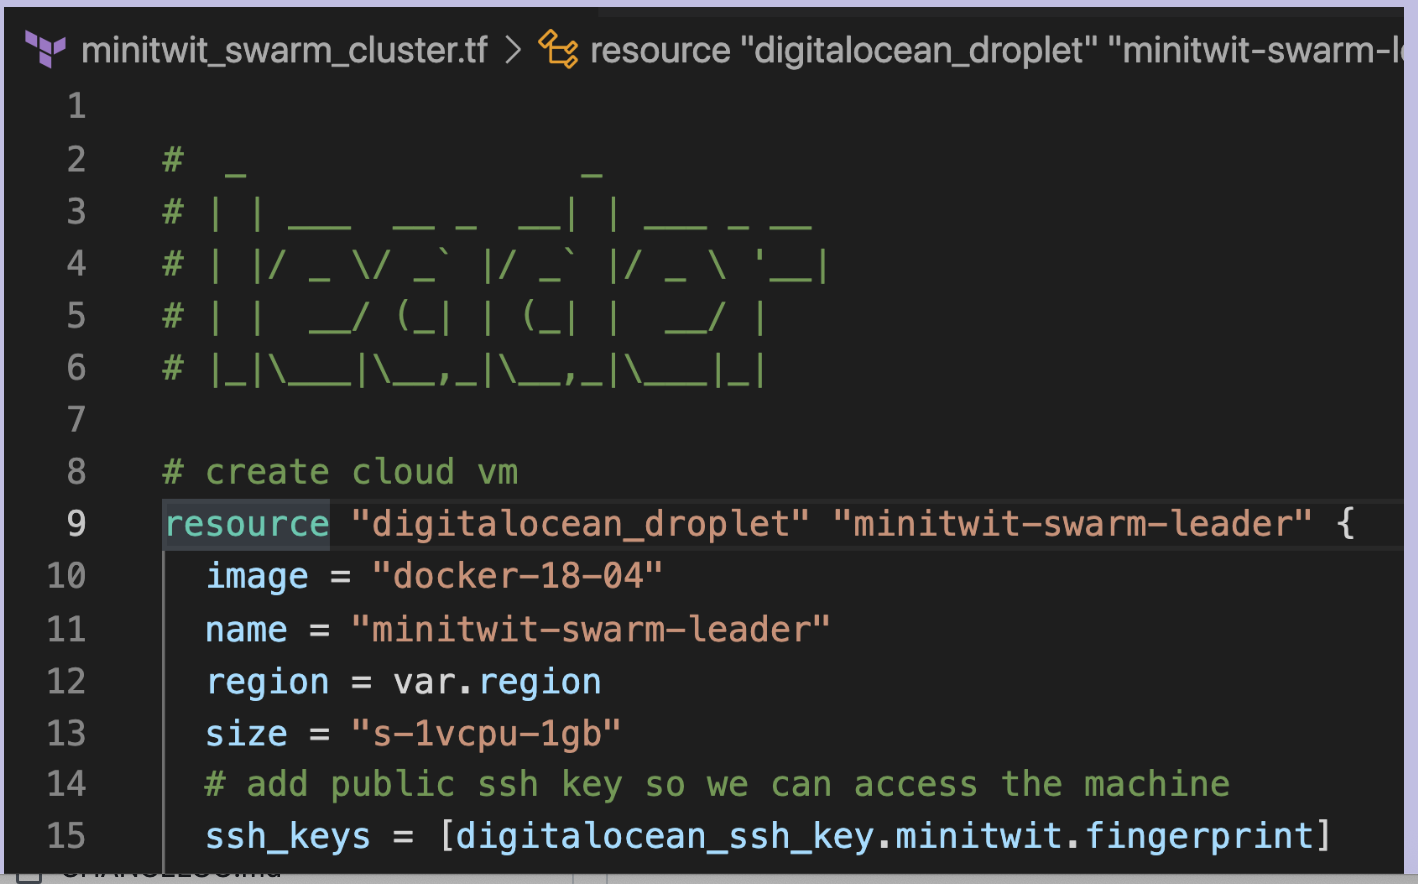 minitwit_swarm_cluster.tf > resource "digitalocean_droplet" "minitwit-swarm-l
1
2 #  _                _
3 # | | ___  __ _  __| | ___ _ __
4 # | |/ _ \/ _` |/ _` |/ _ \ '__|
5 # | |  __/ (_| | (_| |  __/ |
6 # |_|\___|\__,_|\__,_|\___|_|
7
8 # create cloud vm
9 resource "digitalocean_droplet" "minitwit-swarm-leader" {
10   image = "docker-18-04"
11   name = "minitwit-swarm-leader"
12   region = var.region
13   size = "s-1vcpu-1gb"
14   # add public ssh key so we can access the machine
15   ssh_keys = [digitalocean_ssh_key.minitwit.fingerprint]